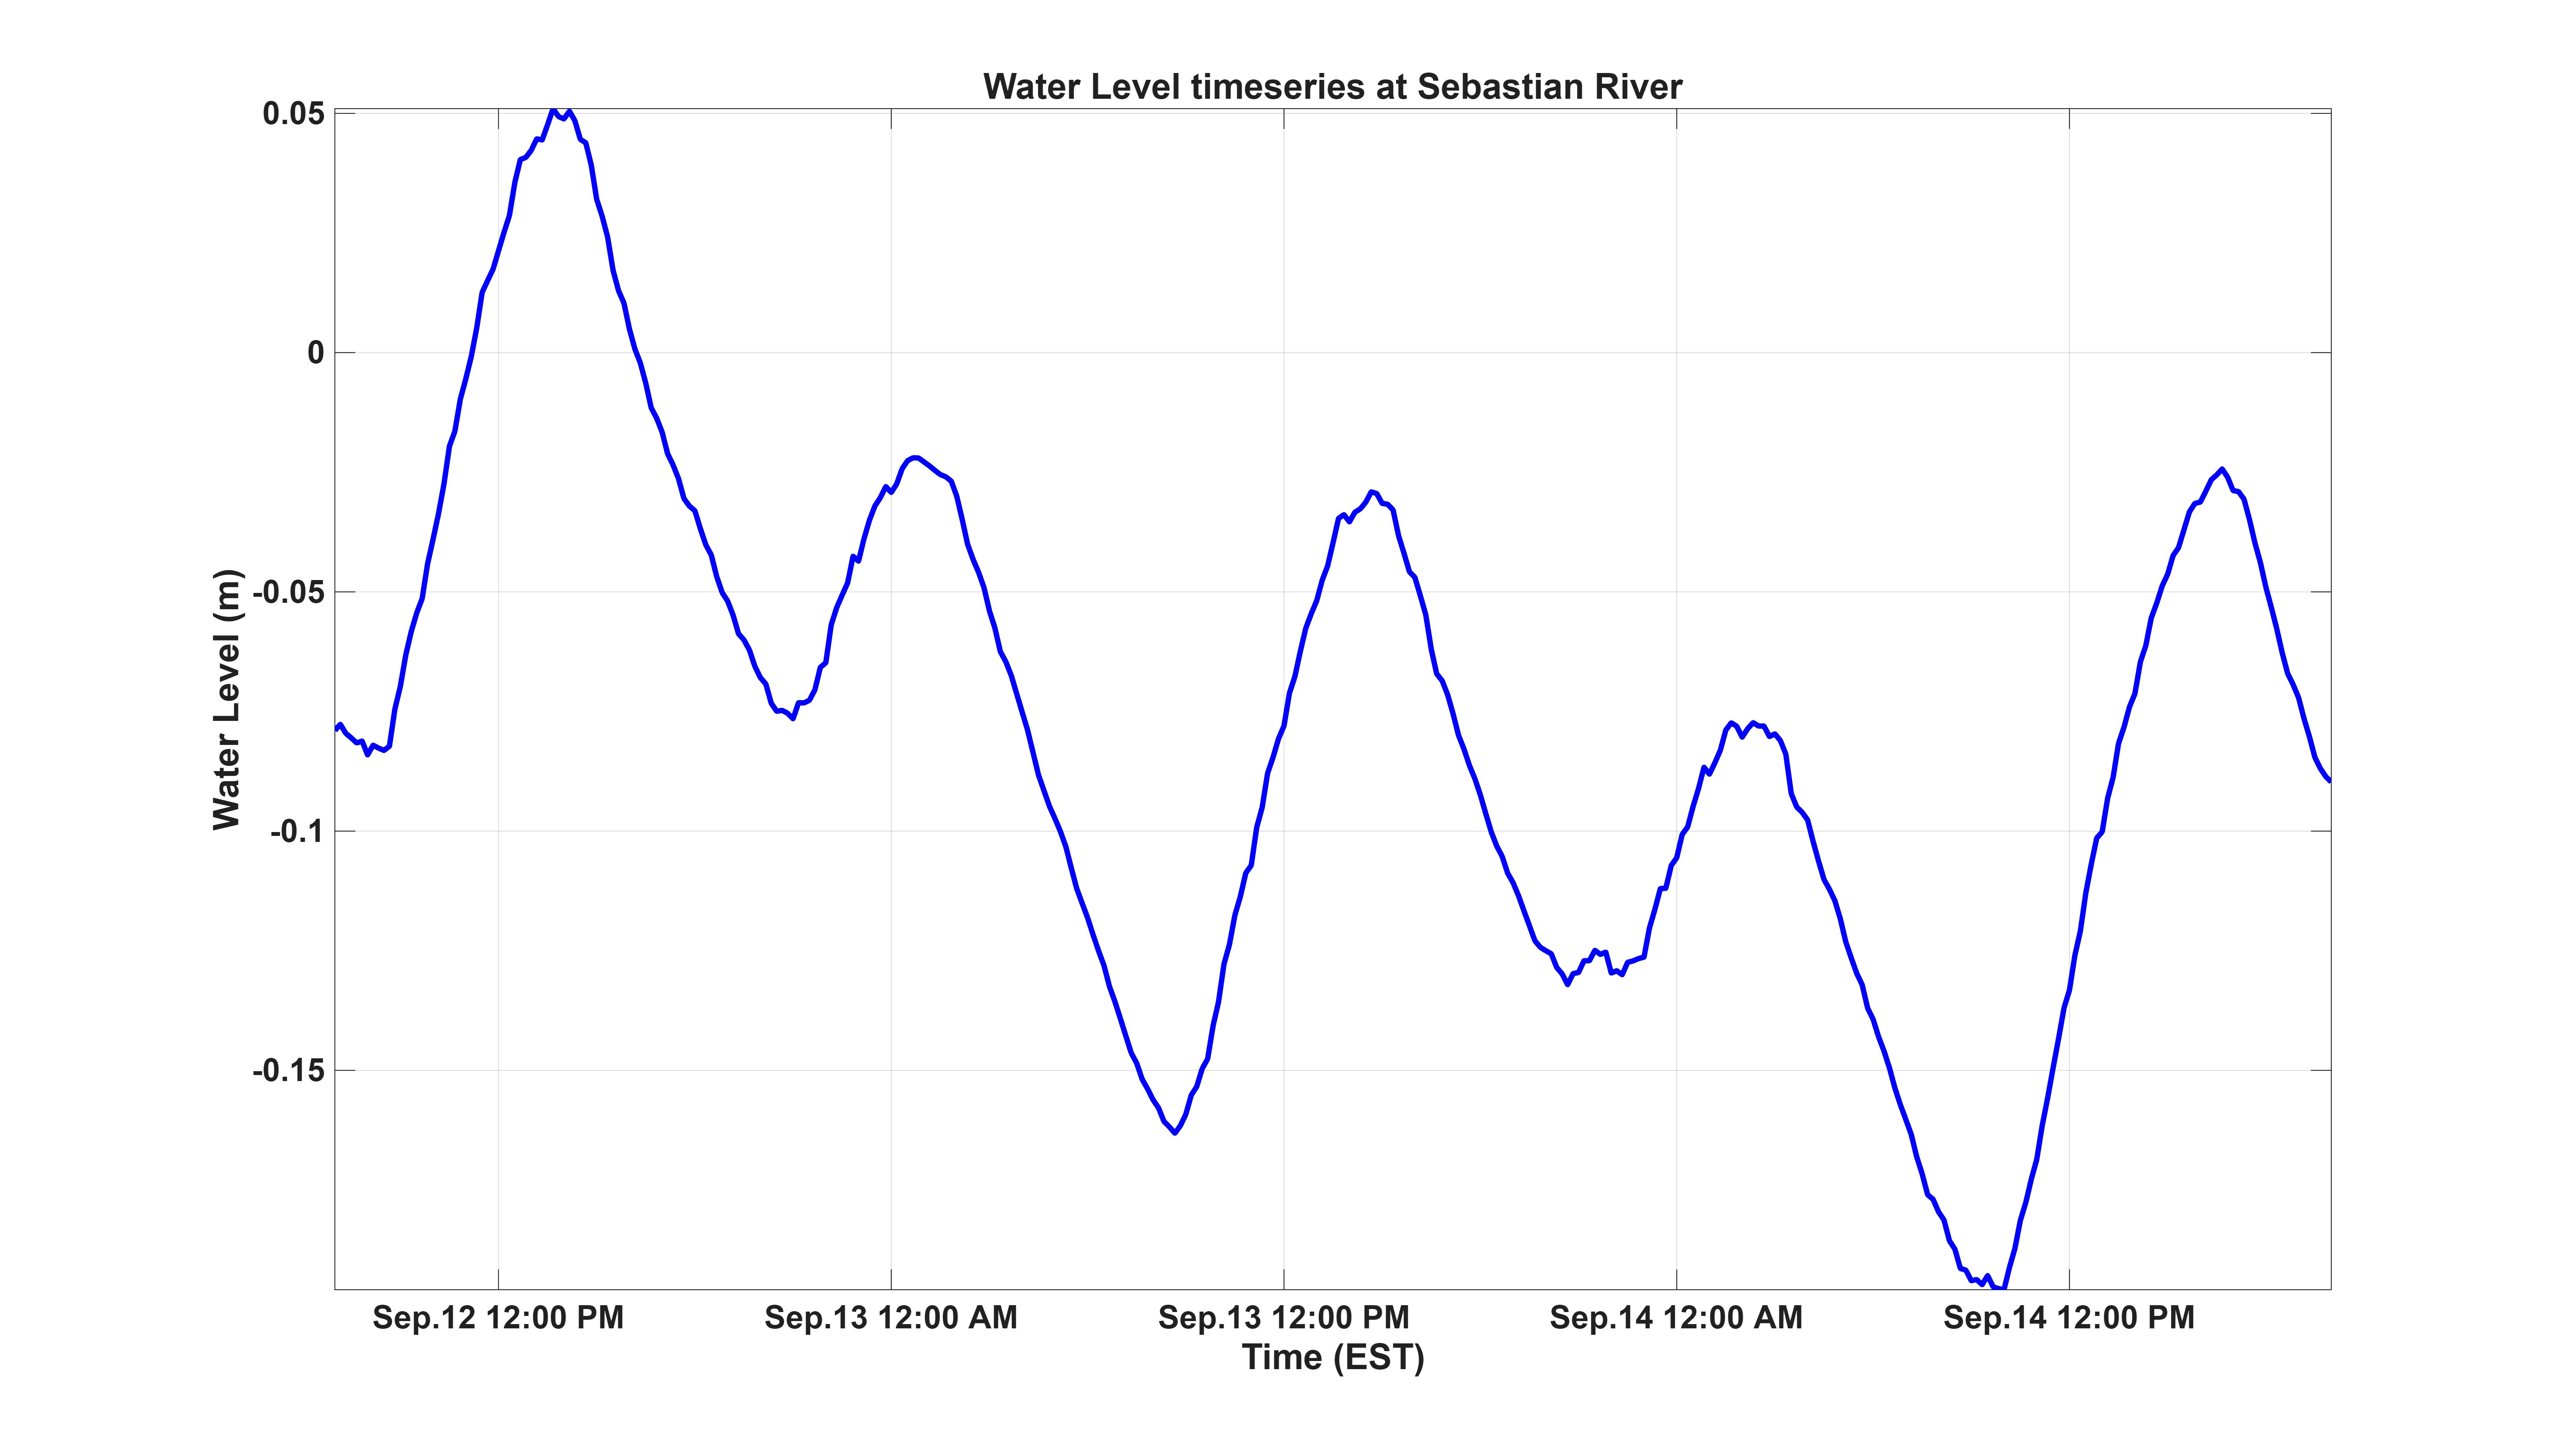 Water Level timeseries at Sebastian River
0.05
0
-0.05
-0.1
-0.15
Water Level (m)
Sep.12 12:00 PM
Sep.13 12:00 AM
Sep.13 12:00 PM
Sep.14 12:00 AM
Sep.14 12:00 PM
Time (EST)